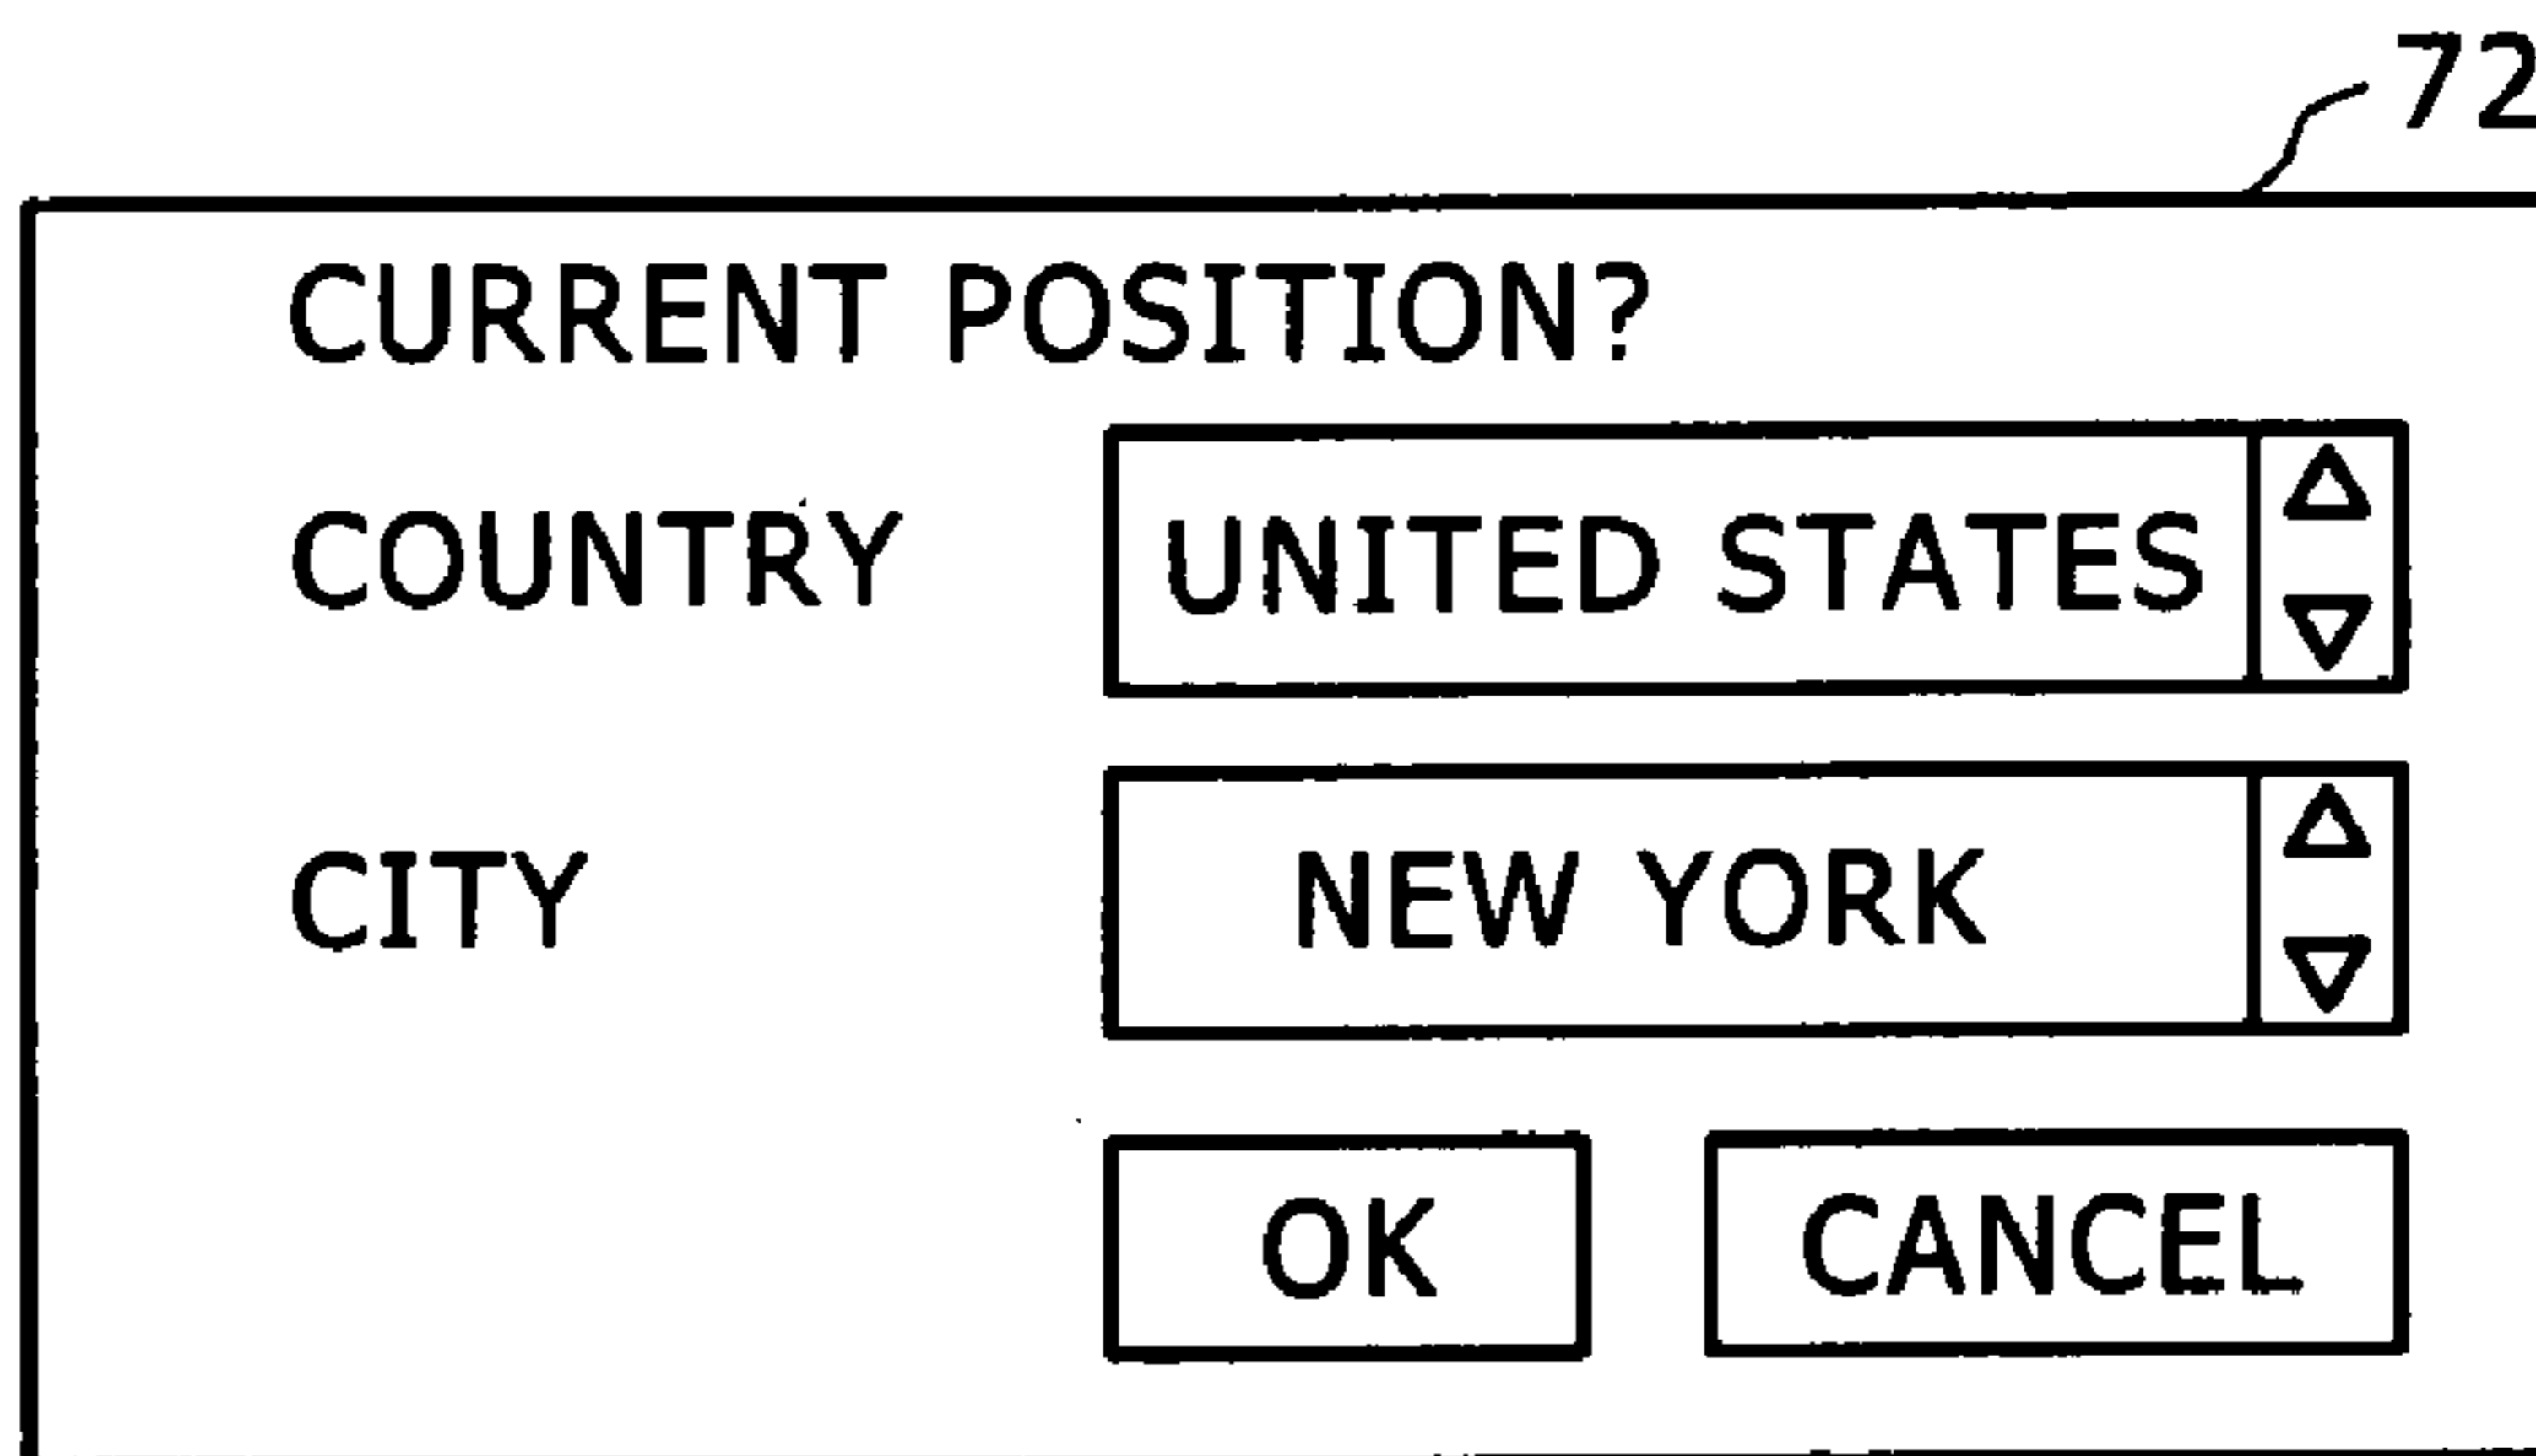 72
CURRENT POSITION?
COUNTRY UNITED STATES
CITY NEW YORK
OK CANCEL